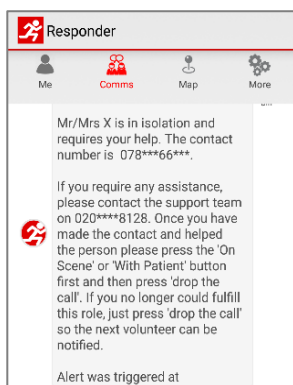 Responder
Me Comms Map More
Mr/Mrs X is in isolation and
requires your help. The contact
number is 078***66***.
If you require any assistance,
please contact the support team
on 020****8128. Once you have
made the contact and helped
the person please press the 'On
Scene' or 'With Patient' button
first and then press 'drop the
call'. If you no longer could fulfill
this role, just press 'drop the call'
so the next volunteer can be
notified.
Alert was triggered at